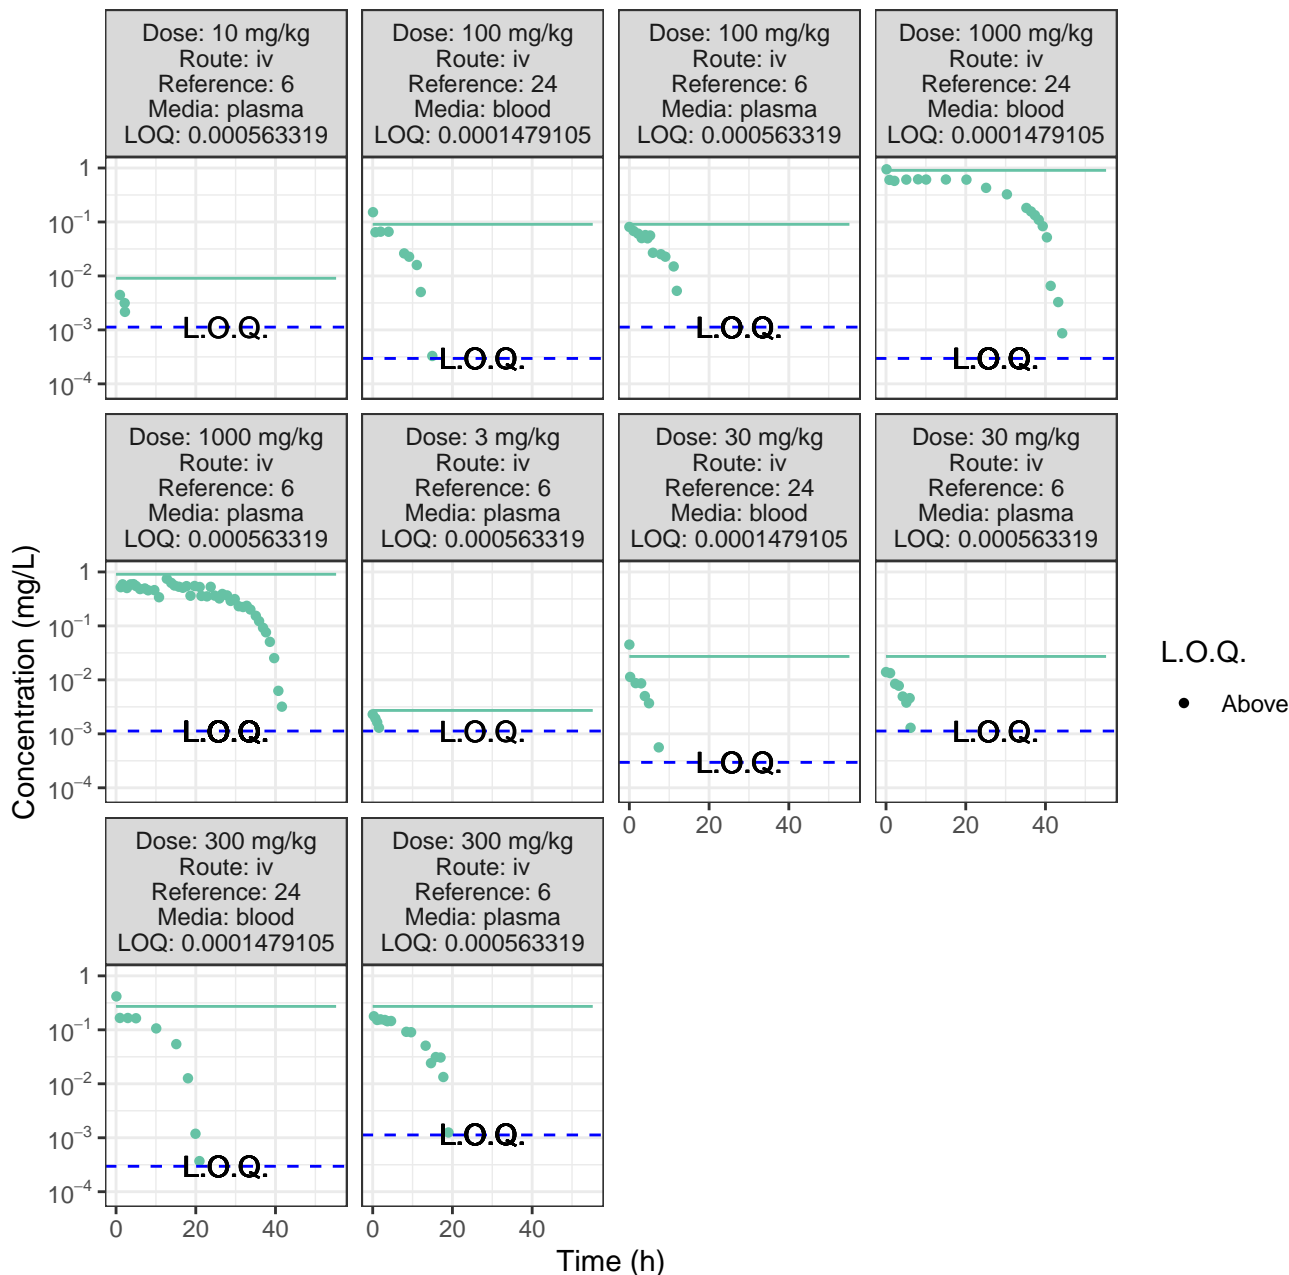 Dose: 10 mg/kg
Route: iv
Reference: 6
Media: plasma
LOQ: 0.000563319
Dose: 100 mg/kg
Route: iv
Reference: 24
Media: blood
LOQ: 0.0001479105
Dose: 100 mg/kg
Route: iv
Reference: 6
Media: plasma
LOQ: 0.000563319
Dose: 1000 mg/kg
Route: iv
Reference: 24
Media: blood
LOQ: 0.0001479105
1
10⁻¹
10⁻²
10⁻³
10⁻⁴
L.O.Q.
L.O.Q.
L.O.Q.
L.O.Q.
Dose: 1000 mg/kg
Route: iv
Reference: 6
Media: plasma
LOQ: 0.000563319
Dose: 3 mg/kg
Route: iv
Reference: 6
Media: plasma
LOQ: 0.000563319
Dose: 30 mg/kg
Route: iv
Reference: 24
Media: blood
LOQ: 0.0001479105
Dose: 30 mg/kg
Route: iv
Reference: 6
Media: plasma
LOQ: 0.000563319
1
10⁻¹
10⁻²
10⁻³
10⁻⁴
L.O.Q.
L.O.Q.
L.O.Q.
L.O.Q.
0 20 40
0 20 40
Dose: 300 mg/kg
Route: iv
Reference: 24
Media: blood
LOQ: 0.0001479105
Dose: 300 mg/kg
Route: iv
Reference: 6
Media: plasma
LOQ: 0.000563319
1
10⁻¹
10⁻²
10⁻³
10⁻⁴
L.O.Q.
L.O.Q.
0 20 40
0 20 40
Time (h)
Concentration (mg/L)
L.O.Q.
Above